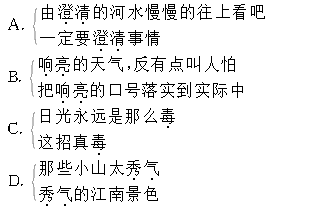 A. 由澄清的河水慢慢的往上看吧
一定要澄清事情
B. 响亮的天气,反有点叫人怕
把响亮的口号落实到实际中
C. 日光永远是那么毒
这招真毒
D. 那些小山太秀气
秀气的江南景色